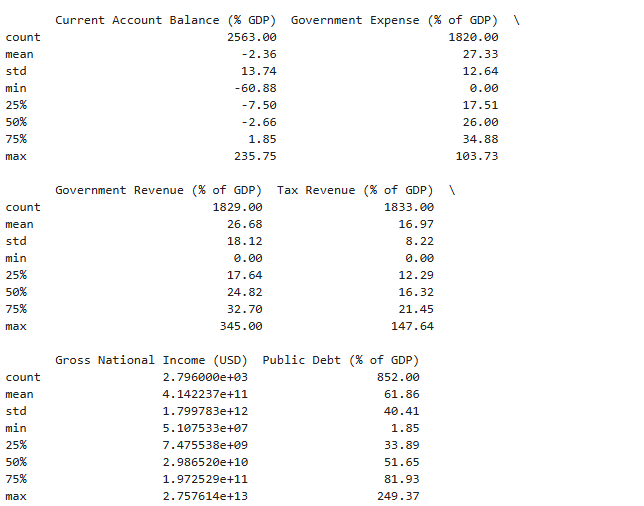 Current Account Balance (% GDP)  Government Expense (% of GDP)  \
count                          2563.00                        1820.00
mean                             -2.36                          27.33
std                              13.74                          12.64
min                             -60.88                           0.00
25%                              -7.50                          17.51
50%                              -2.66                          26.00
75%                               1.85                          34.88
max                             235.75                         103.73
Government Revenue (% of GDP)  Tax Revenue (% of GDP)  \
count                        1829.00                 1833.00
mean                           26.68                   16.97
std                            18.12                    8.22
min                             0.00                    0.00
25%                            17.64                   12.29
50%                            24.82                   16.32
75%                            32.70                   21.45
max                           345.00                  147.64
Gross National Income (USD)  Public Debt (% of GDP)
count                 2.796000e+03                  852.00
mean                  4.142237e+11                   61.86
std                   1.799783e+12                   40.41
min                   5.107533e+07                    1.85
25%                   7.475538e+09                   33.89
50%                   2.986520e+10                   51.65
75%                   1.972529e+11                   81.93
max                   2.757614e+13                  249.37